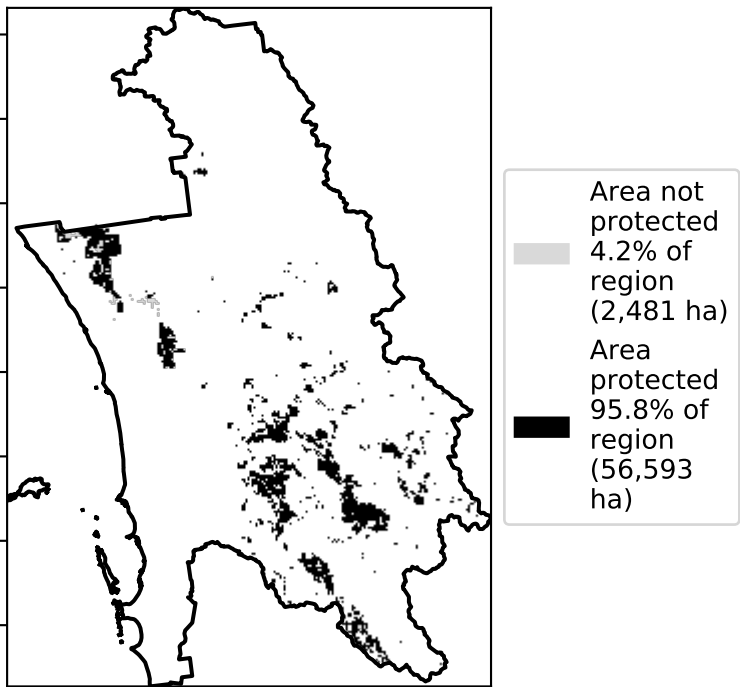 Area not
protected
4.2% of
region
(2,481 ha)
Area
protected
95.8% of
region
(56,593
ha)